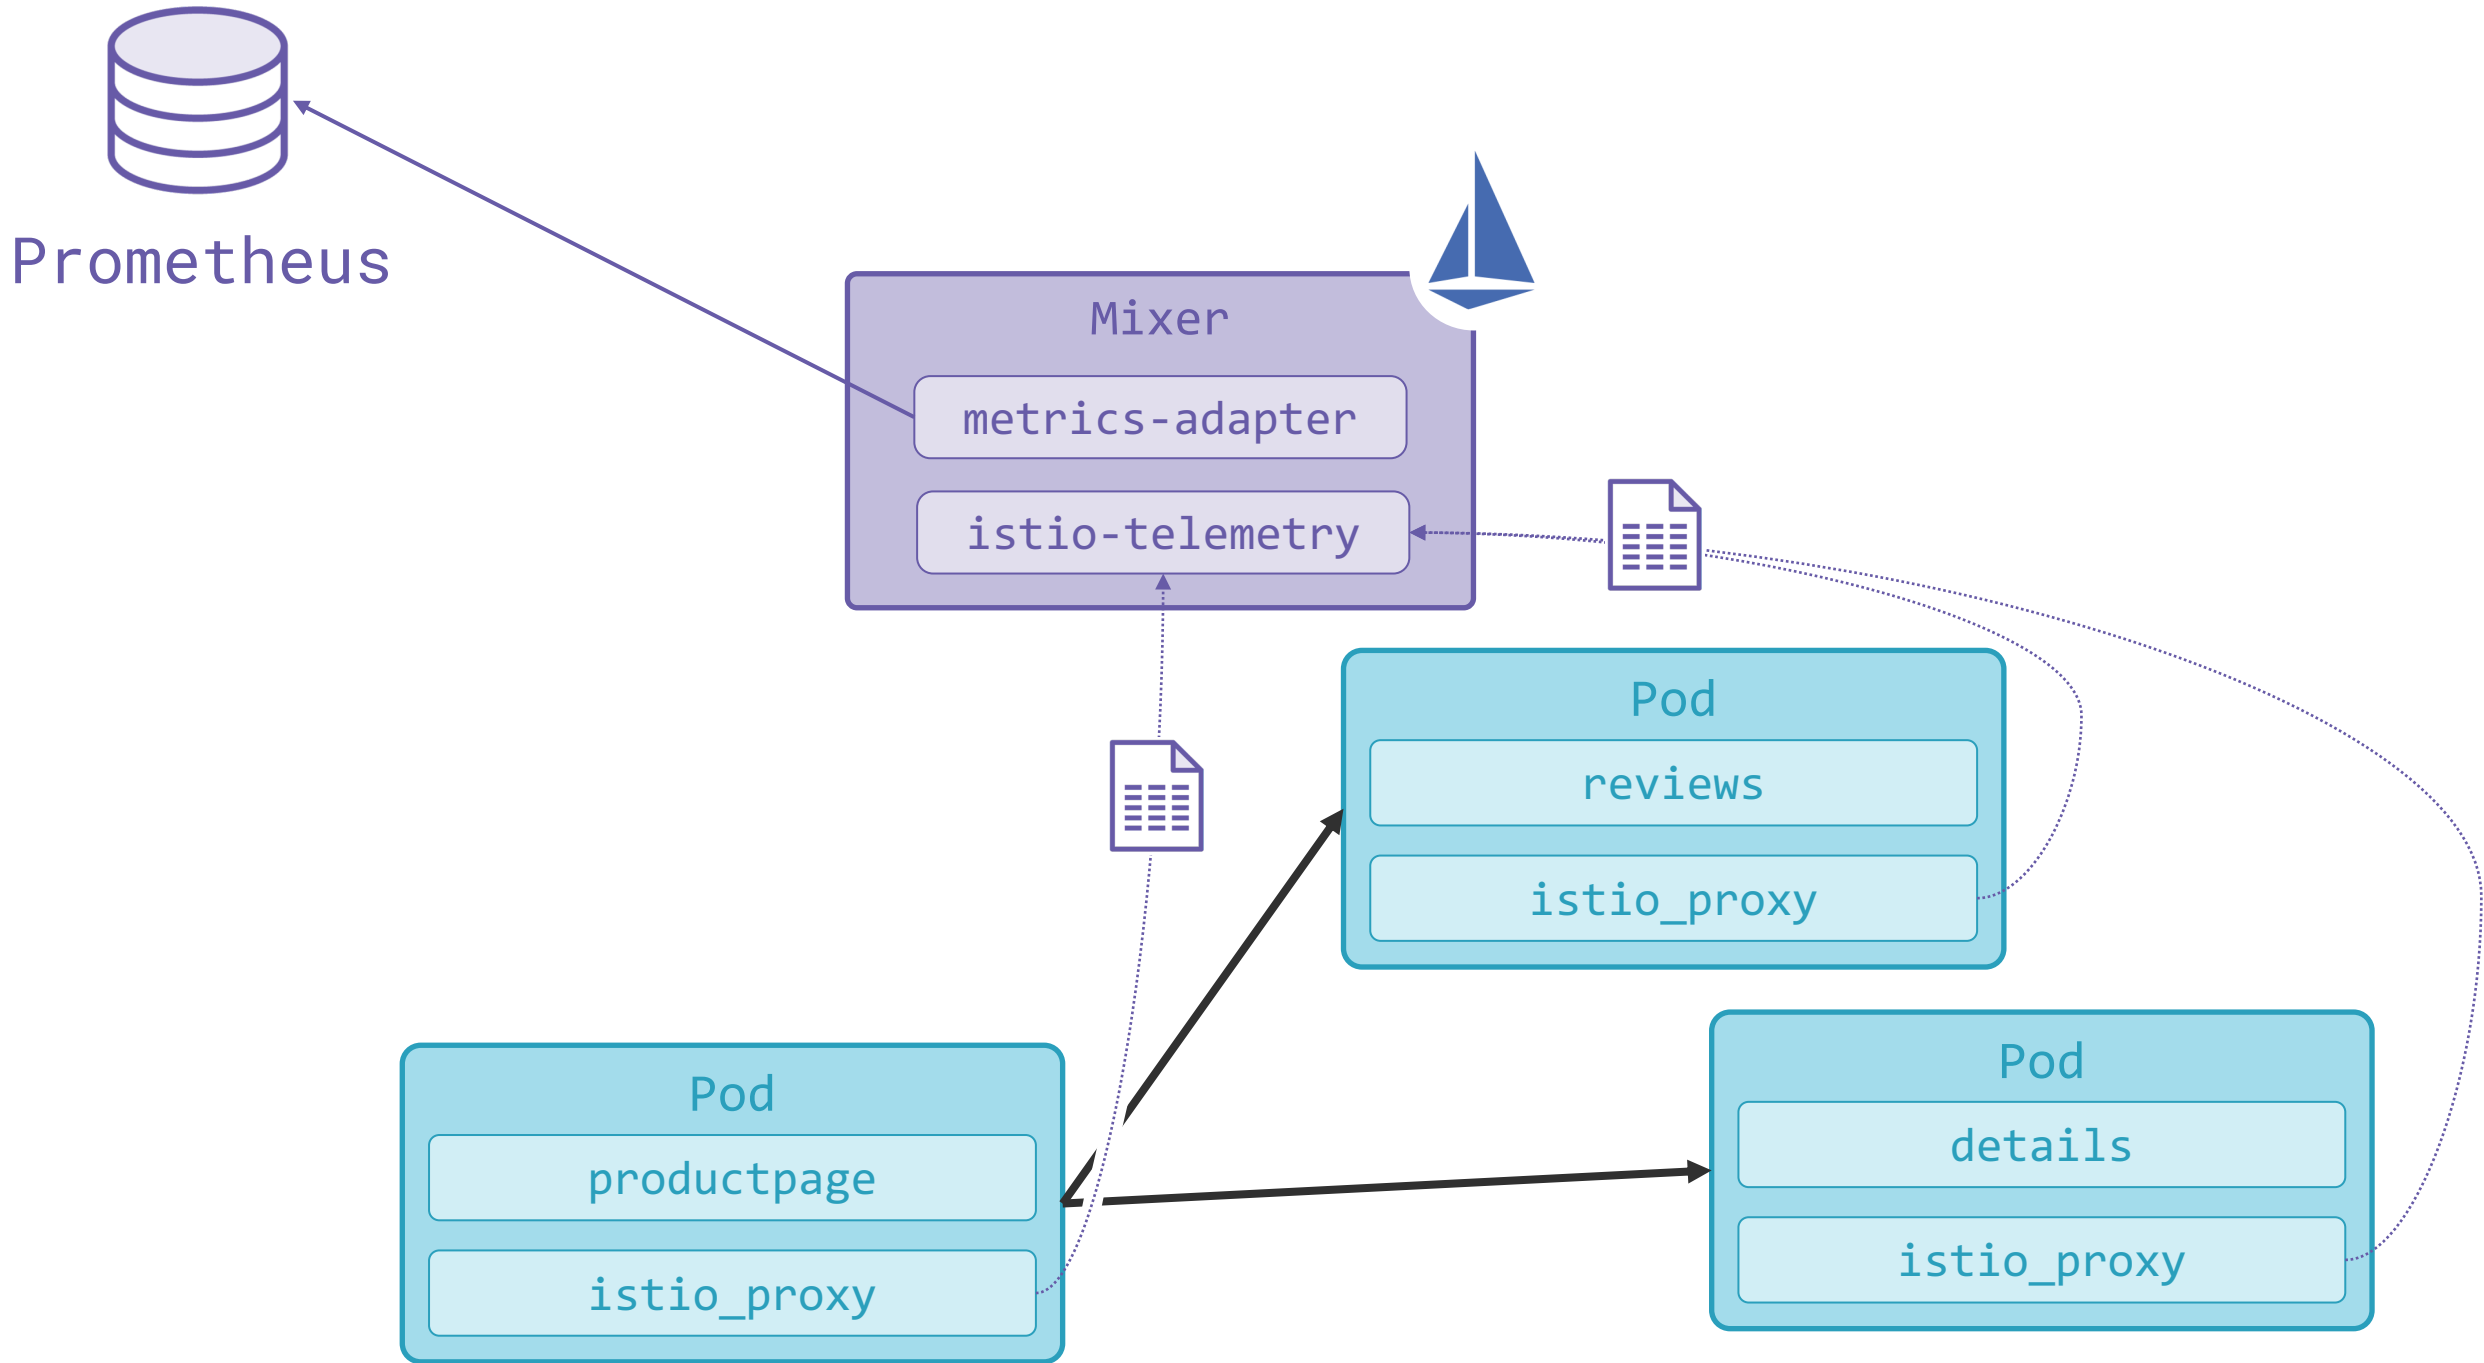 Prometheus
Mixer
metrics-adapter
istio-telemetry
Pod
reviews
istio_proxy
Pod
productpage
istio_proxy
Pod
details
istio_proxy